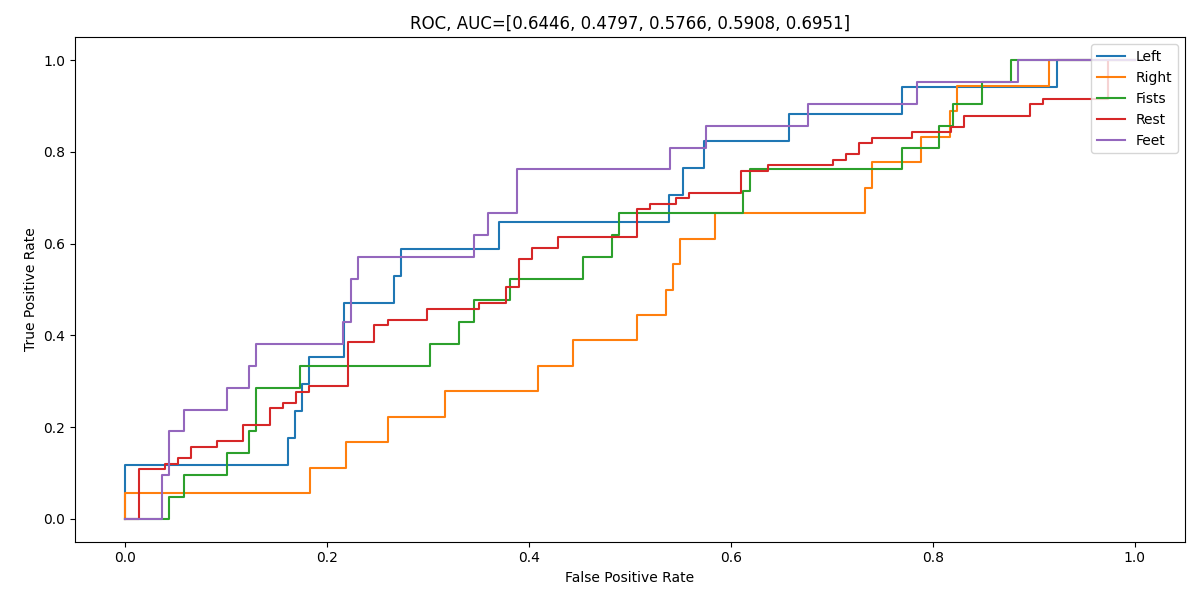 ROC, AUC=[0.6446, 0.4797, 0.5766, 0.5908, 0.6951]
1.0
0.8
0.6
0.4
0.2
0.0
True Positive Rate
Left
Right
Fists
Rest
Feet
0.0 0.2 0.4 0.6 0.8 1.0
False Positive Rate